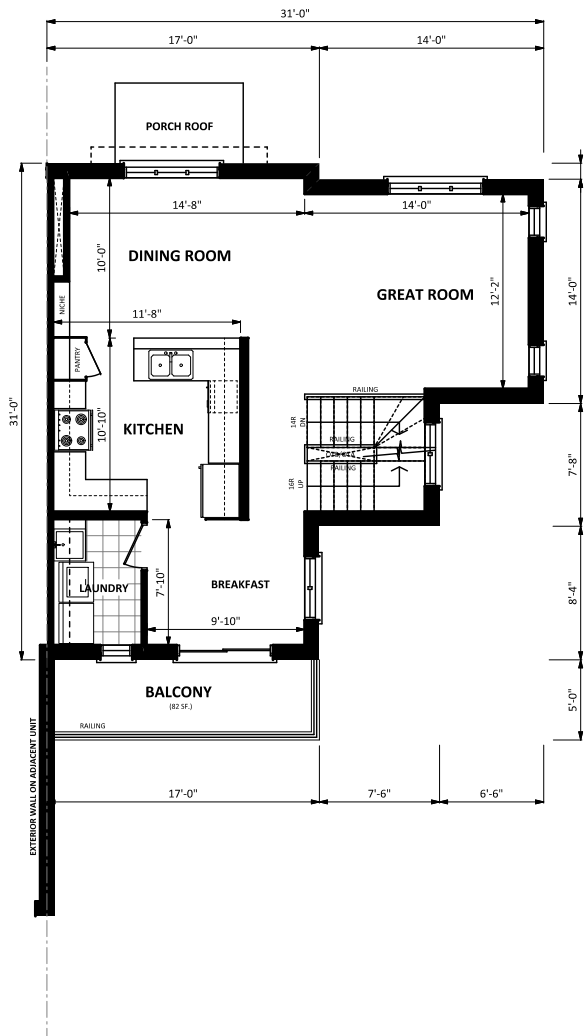 31'-0"
17'-0"
14'-0"
PORCH ROOF
14'-8"
14'-0"
DINING ROOM
10'-0"
GREAT ROOM
12'-2"
14'-0"
NICHE
11'-8"
PANTRY
31'-0"
KITCHEN
10'-10"
RAILING
14R
DN
RAILING
RAILING
16R
UP
7'-8"
LAUNDRY
7'-10"
BREAKFAST
9'-10"
8'-4"
BALCONY
(82 SF.)
RAILING
5'-0"
EXTERIOR WALL ON ADJACENT UNIT
17'-0"
7'-6"
6'-6"